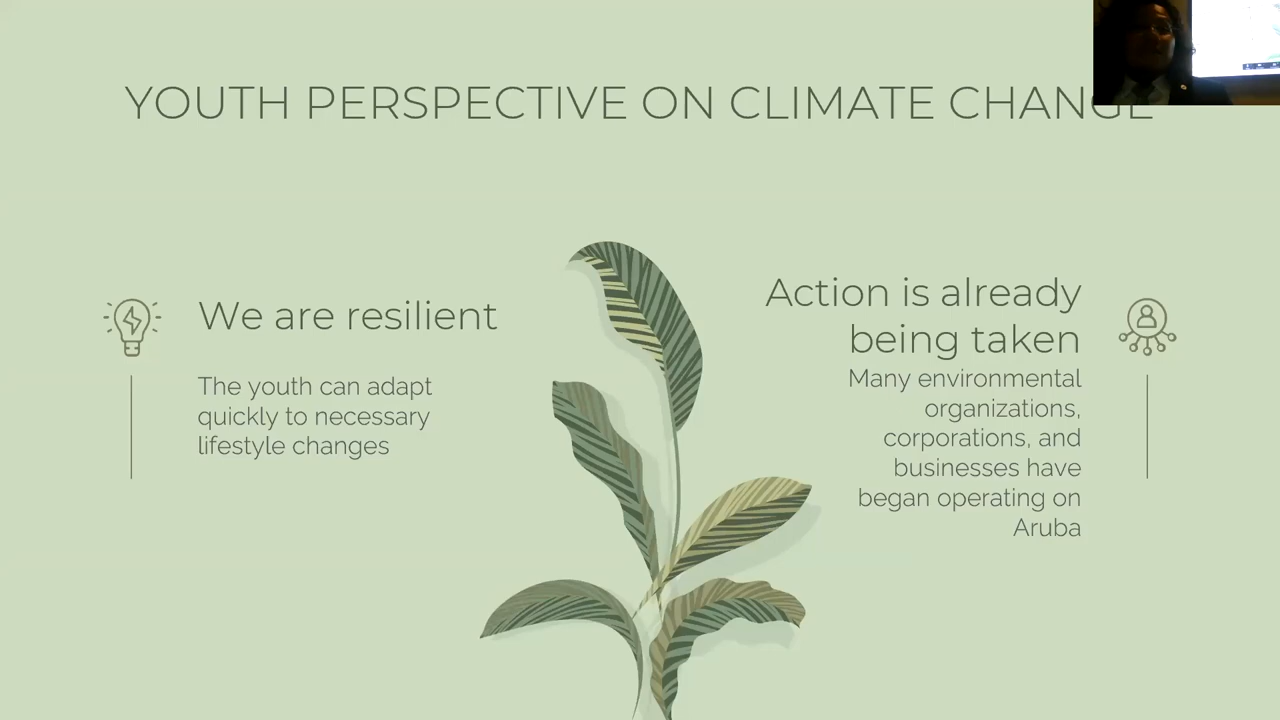 YOUTH PERSPECTIVE ON CLIMATE CHANGE
We are resilient
The youth can adapt
quickly to necessary
lifestyle changes
Action is already
being taken
Many environmental
organizations,
corporations, and
businesses have
began operating on
Aruba